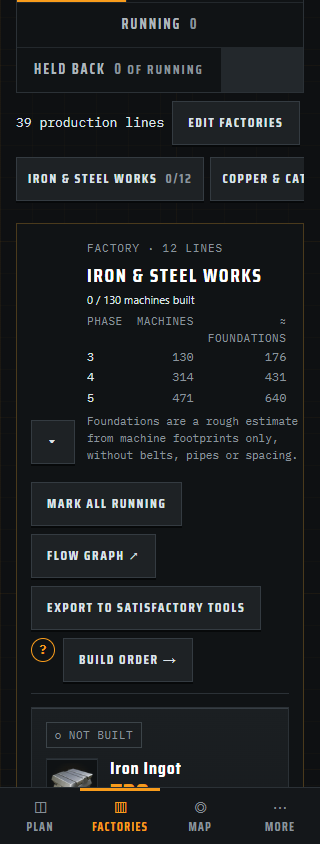 RUNNING 0
HELD BACK 0 OF RUNNING
39 production lines EDIT FACTORIES
IRON & STEEL WORKS 0/12 COPPER & CAT
FACTORY · 12 LINES
IRON & STEEL WORKS
0 / 130 machines built
PHASE MACHINES ≈
FOUNDATIONS
3 130 176
4 314 431
5 471 640
Foundations are a rough estimate
from machine footprints only,
without belts, pipes or spacing.
MARK ALL RUNNING
FLOW GRAPH ↗
EXPORT TO SATISFACTORY TOOLS
? BUILD ORDER →
○ NOT BUILT
Iron Ingot
PLAN FACTORIES MAP MORE